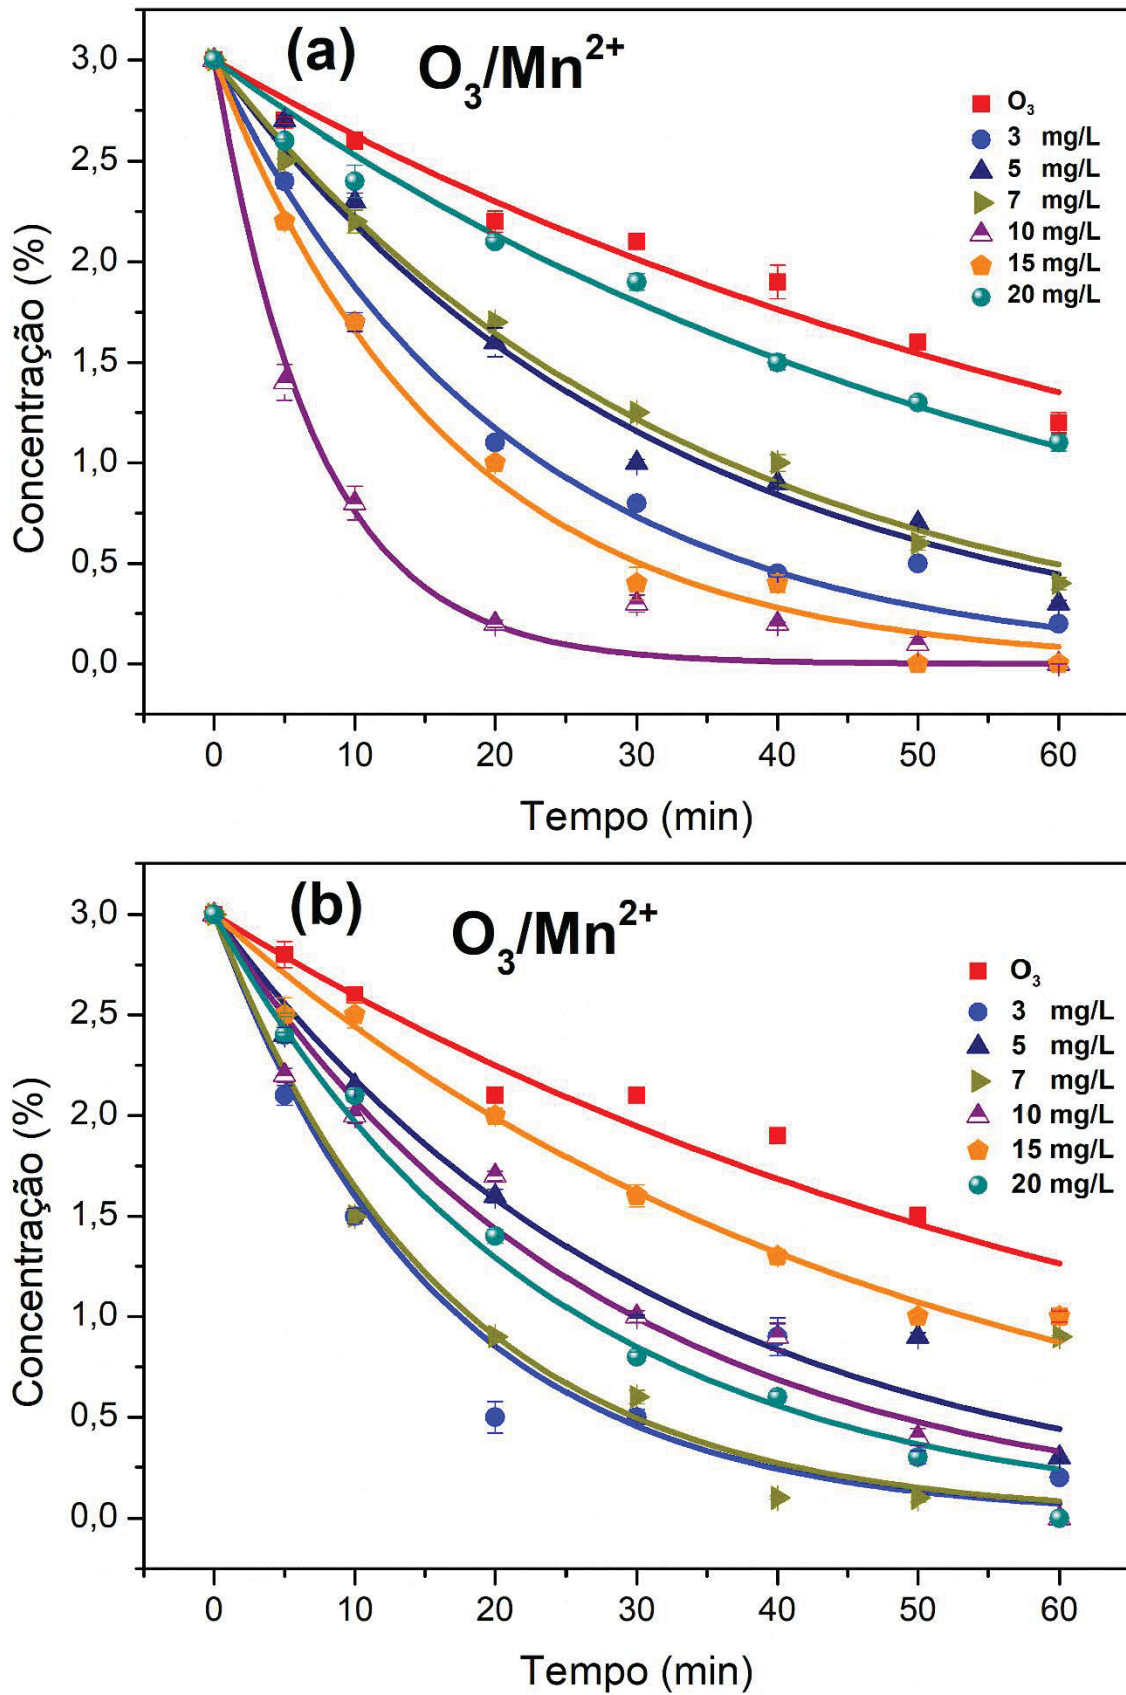 (a) O₃/Mn²⁺
Concentração (%)
3,0
2,5
2,0
1,5
1,0
0,5
0,0
O₃
3 mg/L
5 mg/L
7 mg/L
10 mg/L
15 mg/L
20 mg/L
0 10 20 30 40 50 60
Tempo (min)
(b) O₃/Mn²⁺
Concentração (%)
3,0
2,5
2,0
1,5
1,0
0,5
0,0
O₃
3 mg/L
5 mg/L
7 mg/L
10 mg/L
15 mg/L
20 mg/L
0 10 20 30 40 50 60
Tempo (min)